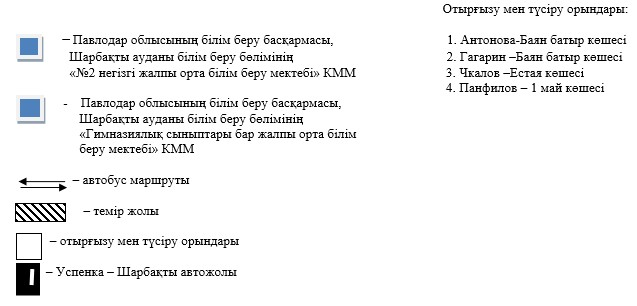 – Павлодар облысының білім беру басқармасы,
Шарбақты ауданы білім беру бөлімінің
«№2 негізгі жалпы орта білім беру мектебі» КММ
- Павлодар облысының білім беру басқармасы,
Шарбақты ауданы білім беру бөлімінің
«Гимназиялық сыныптары бар жалпы орта білім
беру мектебі» КММ
– автобус маршруты
– темір жолы
– отырғызу мен түсіру орындары
– Успенка – Шарбақты автожолы
Отырғызу мен түсіру орындары:
1. Антонова-Баян батыр көшесі
2. Гагарин –Баян батыр көшесі
3. Чкалов –Естая көшесі
4. Панфилов – 1 май көшесі